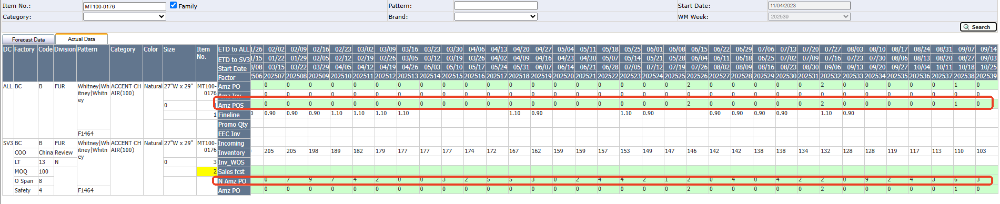 Item No.: MT100-0176 Family Pattern: Start Date: 11/04/2023
Category: Brand: WM Week: 202539
Search
Forecast Data Actual Data
DC Factory Code Division Pattern Category Color Size Item No.
ETD to ALL 1/26 02/02 02/09 02/16 02/23 03/02 03/09 03/16 03/23 03/30 04/06 04/13 04/20 04/27 05/04 05/11 05/18 05/25 06/01 06/08 06/15 06/22 06/29 07/06 07/13 07/20 07/27 08/03 08/10 08/17 08/24 08/31 09/07 09/14
ETD to SV3 1/15 01/22 01/29 02/05 02/12 02/19 02/26 03/05 03/12 03/19 03/26 04/02 04/09 04/16 04/23 04/30 05/07 05/14 05/21 05/28 06/04 06/11 06/18 06/25 07/02 07/09 07/16 07/23 07/30 08/06 08/13 08/20 08/27 09/03
Start Date 3/08 03/15 03/22 03/29 04/05 04/12 04/19 04/26 05/03 05/10 05/17 05/24 05/31 06/07 06/14 06/21 06/28 07/05 07/12 07/19 07/26 08/02 08/09 08/16 08/23 08/30 09/06 09/13 09/20 09/27 10/04 10/11 10/18 10/25
Factor 2506 202507 202508 202509 202510 202511 202512 202513 202514 202515 202516 202517 202518 202519 202520 202521 202522 202523 202524 202525 202526 202527 202528 202529 202530 202531 202532 202533 202534 202535 202536 202537 202538 202539
ALL BC B FUR Whitney|Wh ACCENT CH Natural 27"W x 29" MT100- Amz PO 0 0 0 0 0 0 0 0 0 0 0 0 0 0 0 0 0 0 0 2 0 0 0 0 0 2 0 0 0 0 0 1 0
itney|Whitn AIR(100) 0176 Amz Inv 0 0 0 0 0 0 0 0 0 0 0 0 0 0 0 0 0 0 0 0 0 0 0 0 0 0 0 0 0 0 0 0 0
ey 0 Amz POS 0 0 0 0 0 0 0 0 0 0 0 0 0 0 0 0 0 0 0 2 0 0 0 0 0 2 0 0 0 0 0 1 0
1 Fineline 0 0.90 0.90 0.90 1.10 1.10 1.10 1.10 1.10 0.90 1.10 0.90 0.90 0.90 0.90 0.90 1.10 0.90
Promo Qty
F1464 EEC Inv
SV3 BC B FUR Whitney|Wh ACCENT CH Natural 27"W x 29" MT100- Incoming
COO China Review itney|Whitn AIR(100) 0176 Inventory 205 205 198 189 182 179 177 177 177 174 172 167 162 159 159 157 153 149 147 146 142 142 138 138 134 132 128 128 119 117 113 110 103
LT 13 N ey 0 3 Inv_WOS
MOQ 100 2 Sales fcst
O Span 8 N Amz PO 0 7 9 7 4 2 0 0 3 2 5 5 3 0 2 4 4 2 1 2 0 4 0 4 2 2 0 9 2 4 3 6 3
Safety 4 F1464 Amz PO 0 0 0 0 0 0 0 0 0 0 0 0 0 0 0 0 0 0 0 2 0 0 0 0 0 2 0 0 0 0 0 1 0